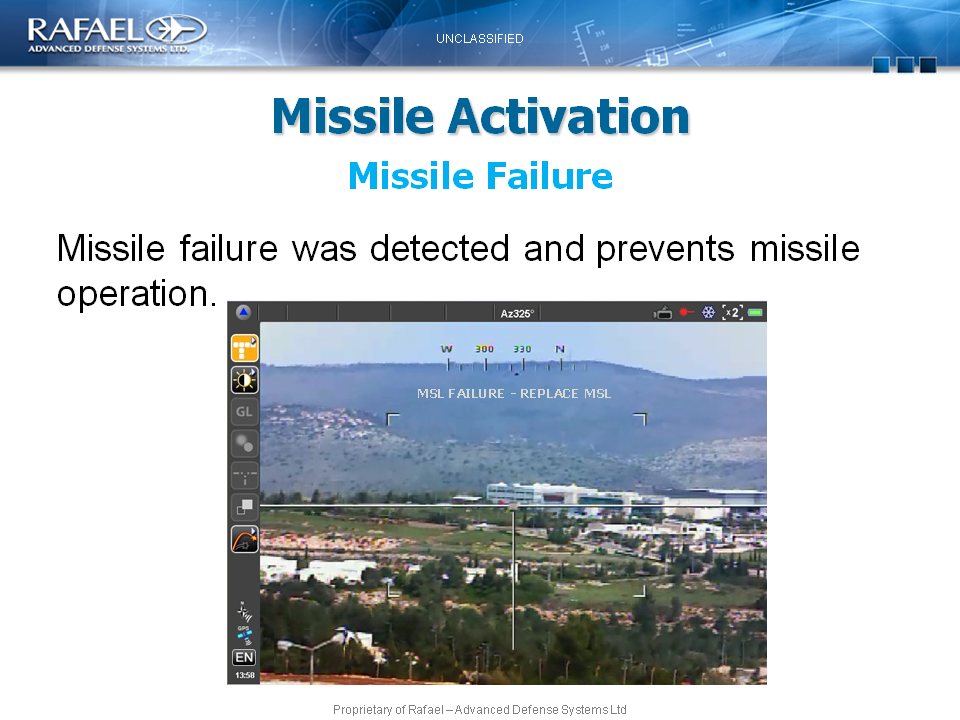 RAFAEL
ADVANCED DEFENSE SYSTEMS LTD.
UNCLASSIFIED
Missile Activation
Missile Failure
Missile failure was detected and prevents missile
operation.
Az325°
x2
W 300 330 N
MSL FAILURE - REPLACE MSL
GL
N
GPS
EN
13:58
Proprietary of Rafael – Advanced Defense Systems Ltd